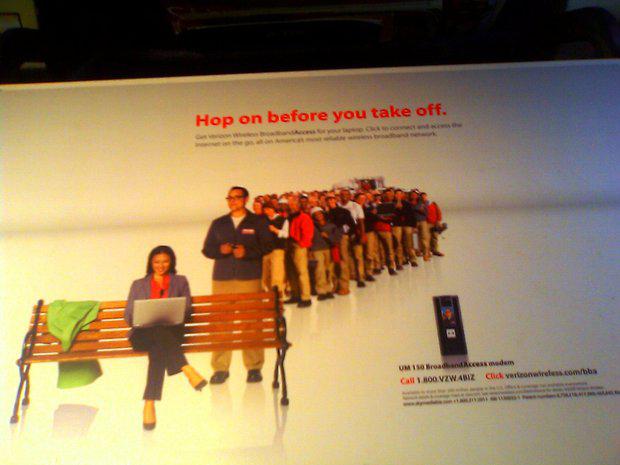 Hop on before you take off.
Get Verizon Wireless BroadbandAccess for your laptop. Click to connect and access the
Internet on the go, all on America's most reliable wireless broadband network.
UM 150 BroadbandAccess modem
Call 1.800.VZW.4BIZ Click verizonwireless.com/bba